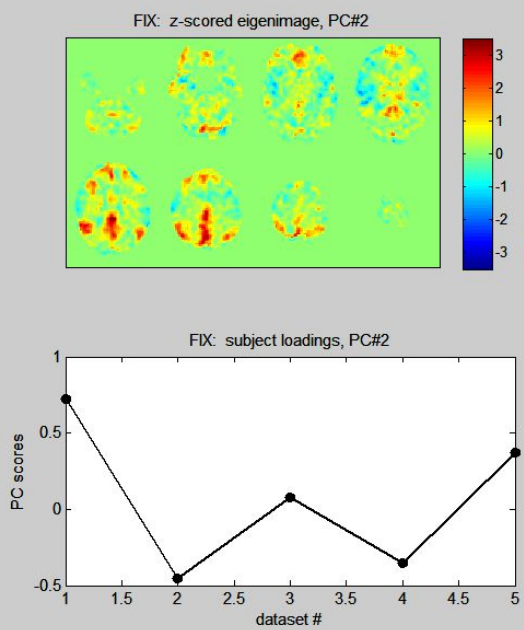 FIX: z-scored eigenimage, PC#2
3
2
1
0
-1
-2
-3
FIX: subject loadings, PC#2
1
0.5
0
-0.5
PC scores
1 1.5 2 2.5 3 3.5 4 4.5 5
dataset #